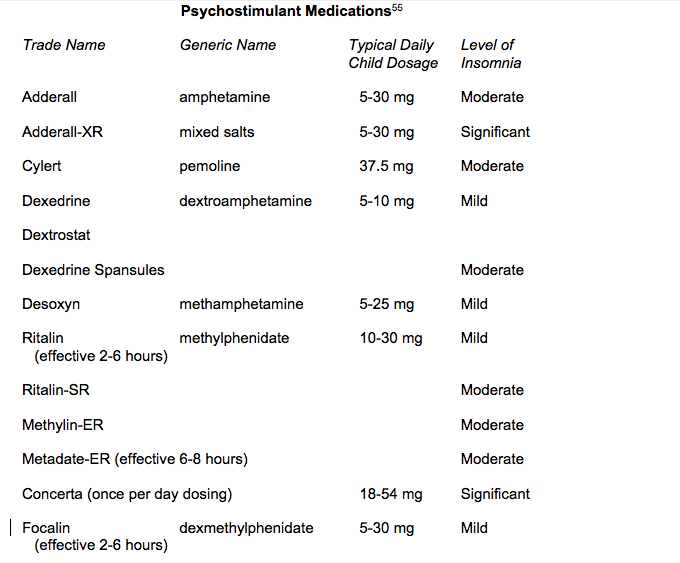 Psychostimulant Medications55
Trade Name Generic Name Typical Daily Level of
Child Dosage Insomnia
Adderall amphetamine 5-30 mg Moderate
Adderall-XR mixed salts 5-30 mg Significant
Cylert pemoline 37.5 mg Moderate
Dexedrine dextroamphetamine 5-10 mg Mild
Dextrostat
Dexedrine Spansules Moderate
Desoxyn methamphetamine 5-25 mg Mild
Ritalin methylphenidate 10-30 mg Mild
(effective 2-6 hours)
Ritalin-SR Moderate
Methylin-ER Moderate
Metadate-ER (effective 6-8 hours) Moderate
Concerta (once per day dosing) 18-54 mg Significant
Focalin dexmethylphenidate 5-30 mg Mild
(effective 2-6 hours)